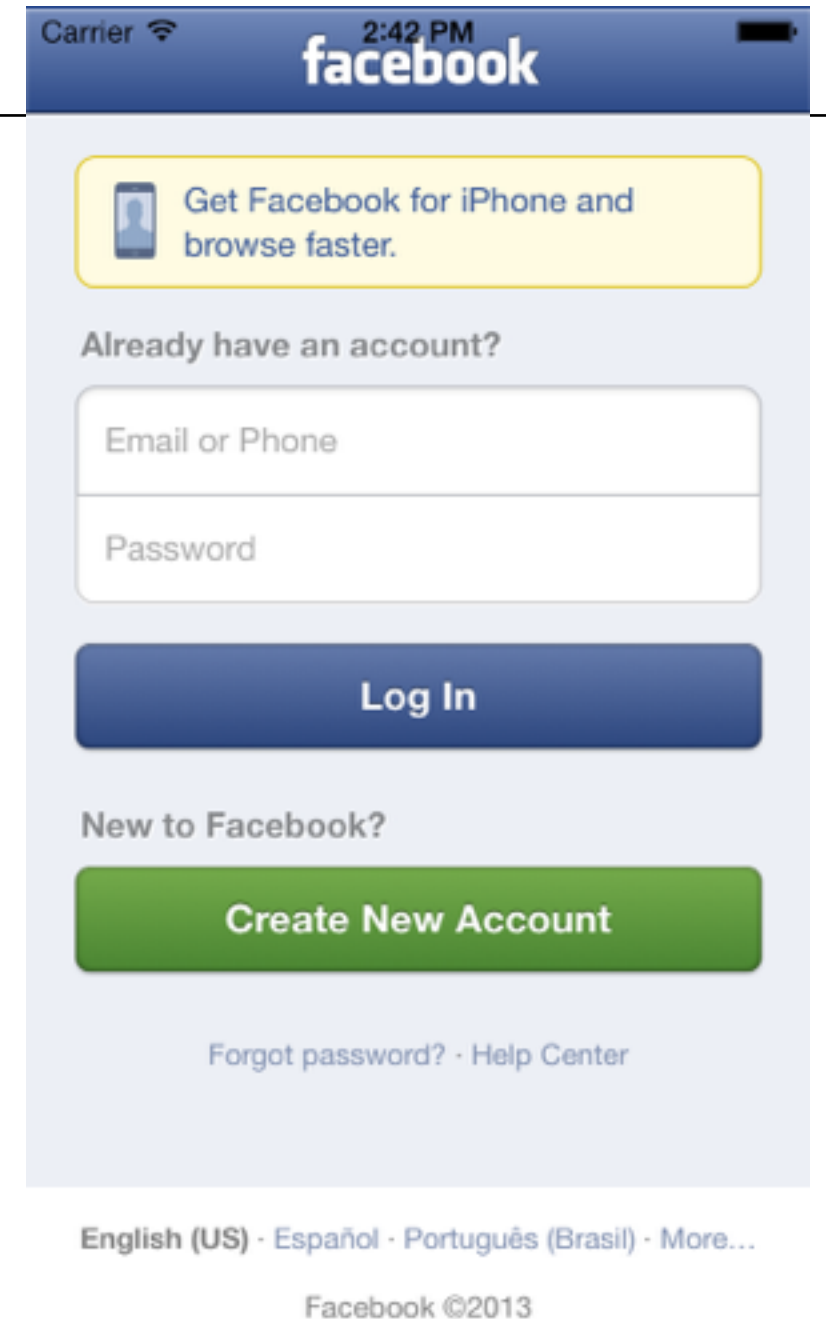 Carrier 2:42 PM
facebook
Get Facebook for iPhone and
browse faster.
Already have an account?
Email or Phone
Password
Log In
New to Facebook?
Create New Account
Forgot password? · Help Center
English (US) · Español · Português (Brasil) · More...
Facebook ©2013